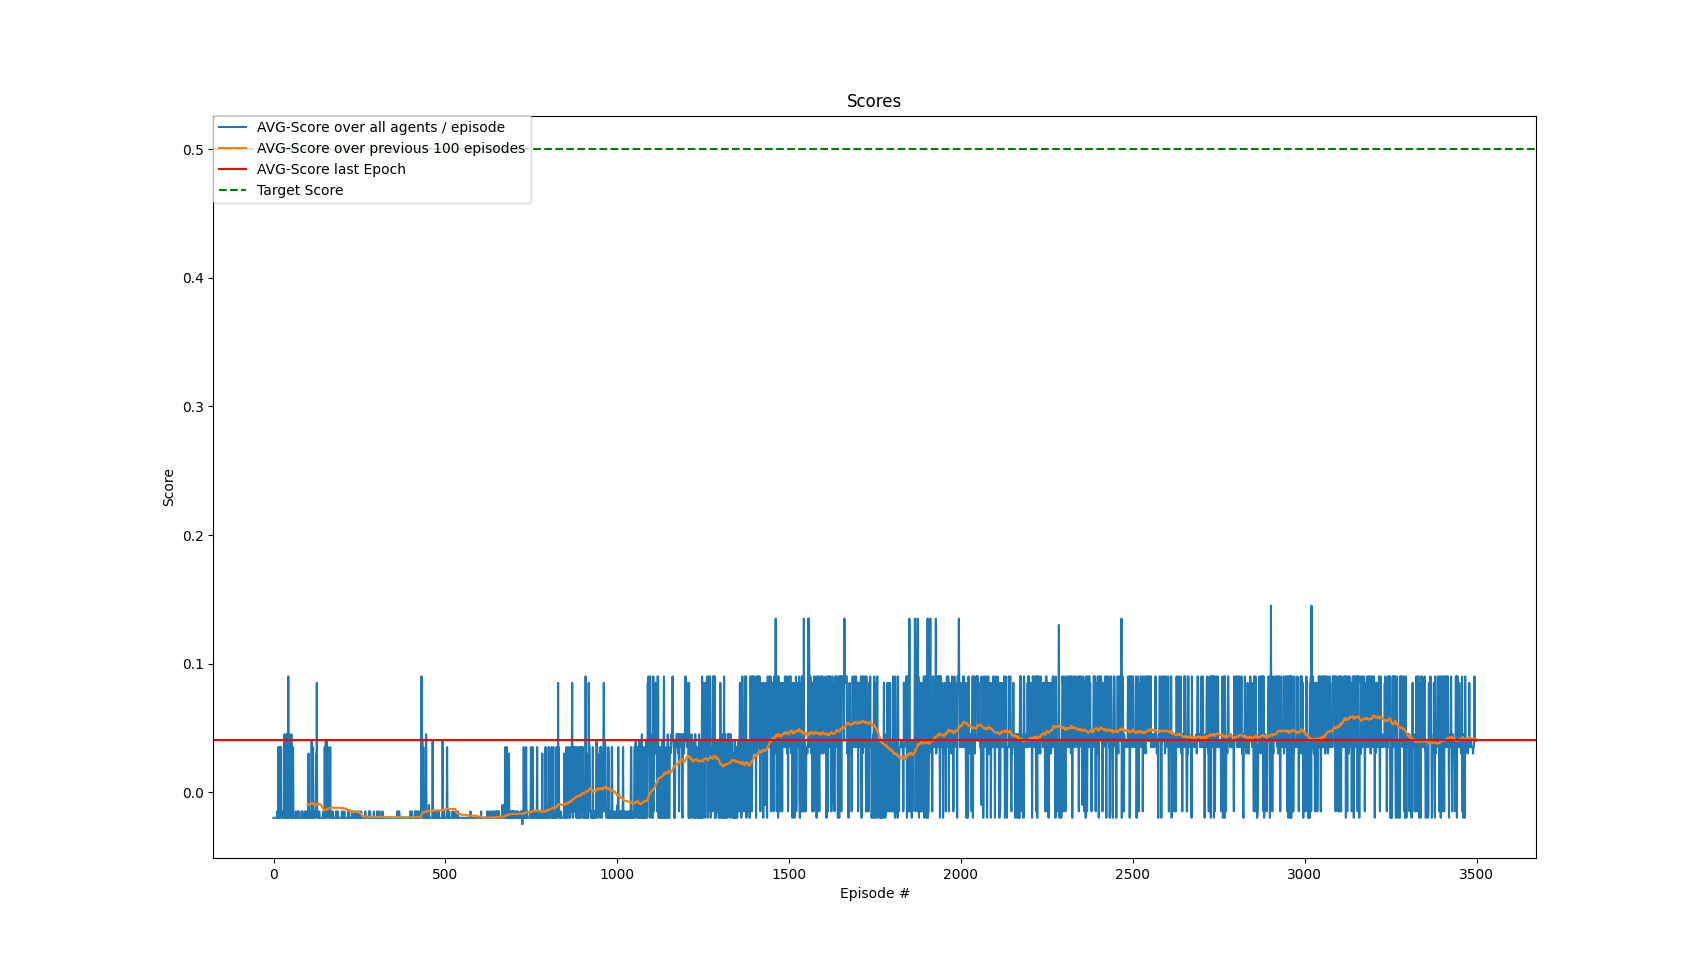 Scores
AVG-Score over all agents / episode
AVG-Score over previous 100 episodes
AVG-Score last Epoch
Target Score
0.5
0.4
0.3
0.2
0.1
0.0
Score
0 500 1000 1500 2000 2500 3000 3500
Episode #